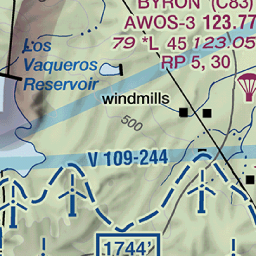 BYRON (C83)
AWOS-3 123.77
79 *L 45 123.05
RP 5, 30
Los
Vaqueros
Reservoir
windmills
500
V 109-244
1744'